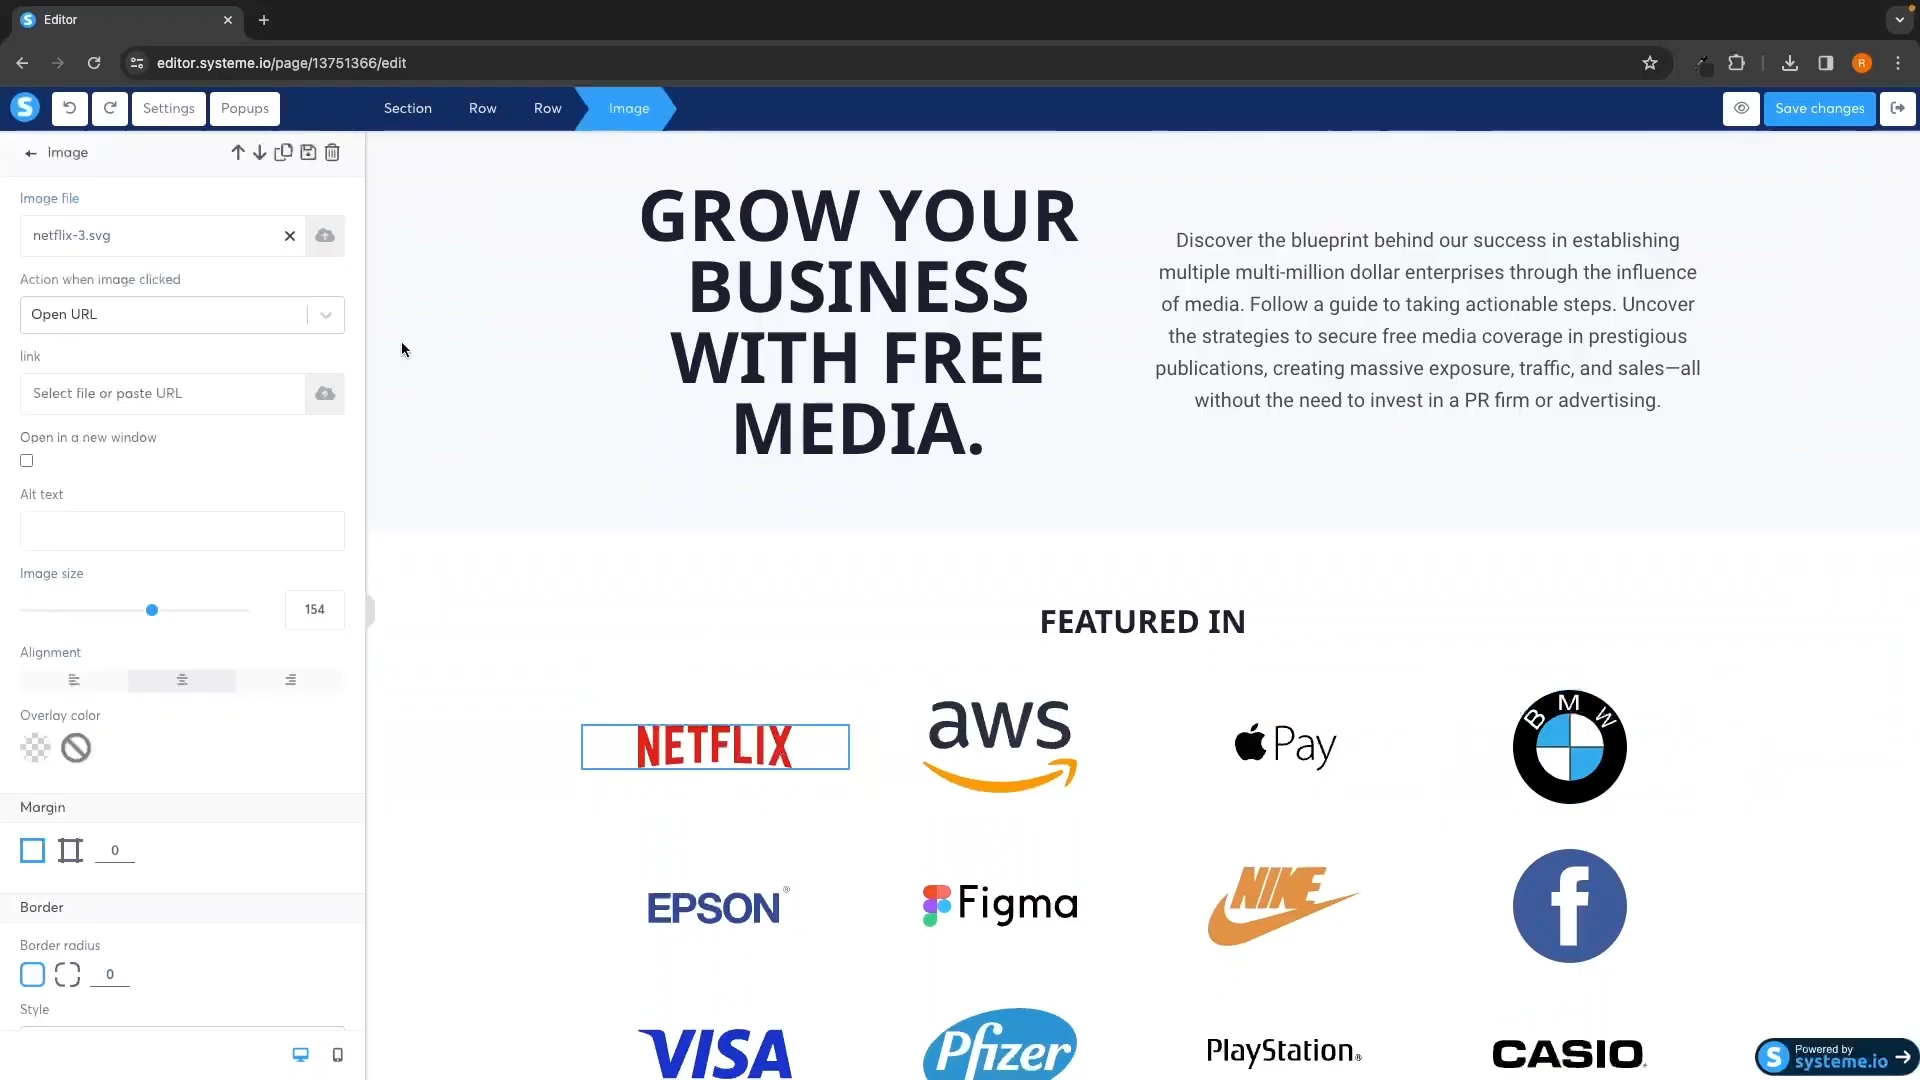 Editor
editor.systeme.io/page/13751366/edit
R
S
Settings
Popups
Section
Row
Row
Image
Save changes
Image
Image file
netflix-3.svg
Action when image clicked
Open URL
link
Select file or paste URL
Open in a new window
Alt text
Image size
154
Alignment
Overlay color
Margin
0
Border
Border radius
0
Style
GROW YOUR
BUSINESS
WITH FREE
MEDIA.
Discover the blueprint behind our success in establishing
multiple multi-million dollar enterprises through the influence
of media. Follow a guide to taking actionable steps. Uncover
the strategies to secure free media coverage in prestigious
publications, creating massive exposure, traffic, and sales—all
without the need to invest in a PR firm or advertising.
FEATURED IN
NETFLIX
aws
Pay
BMW
EPSON®
Figma
NIKE
f
VISA
Pfizer
PlayStation®
CASIO
Powered by
systeme.io